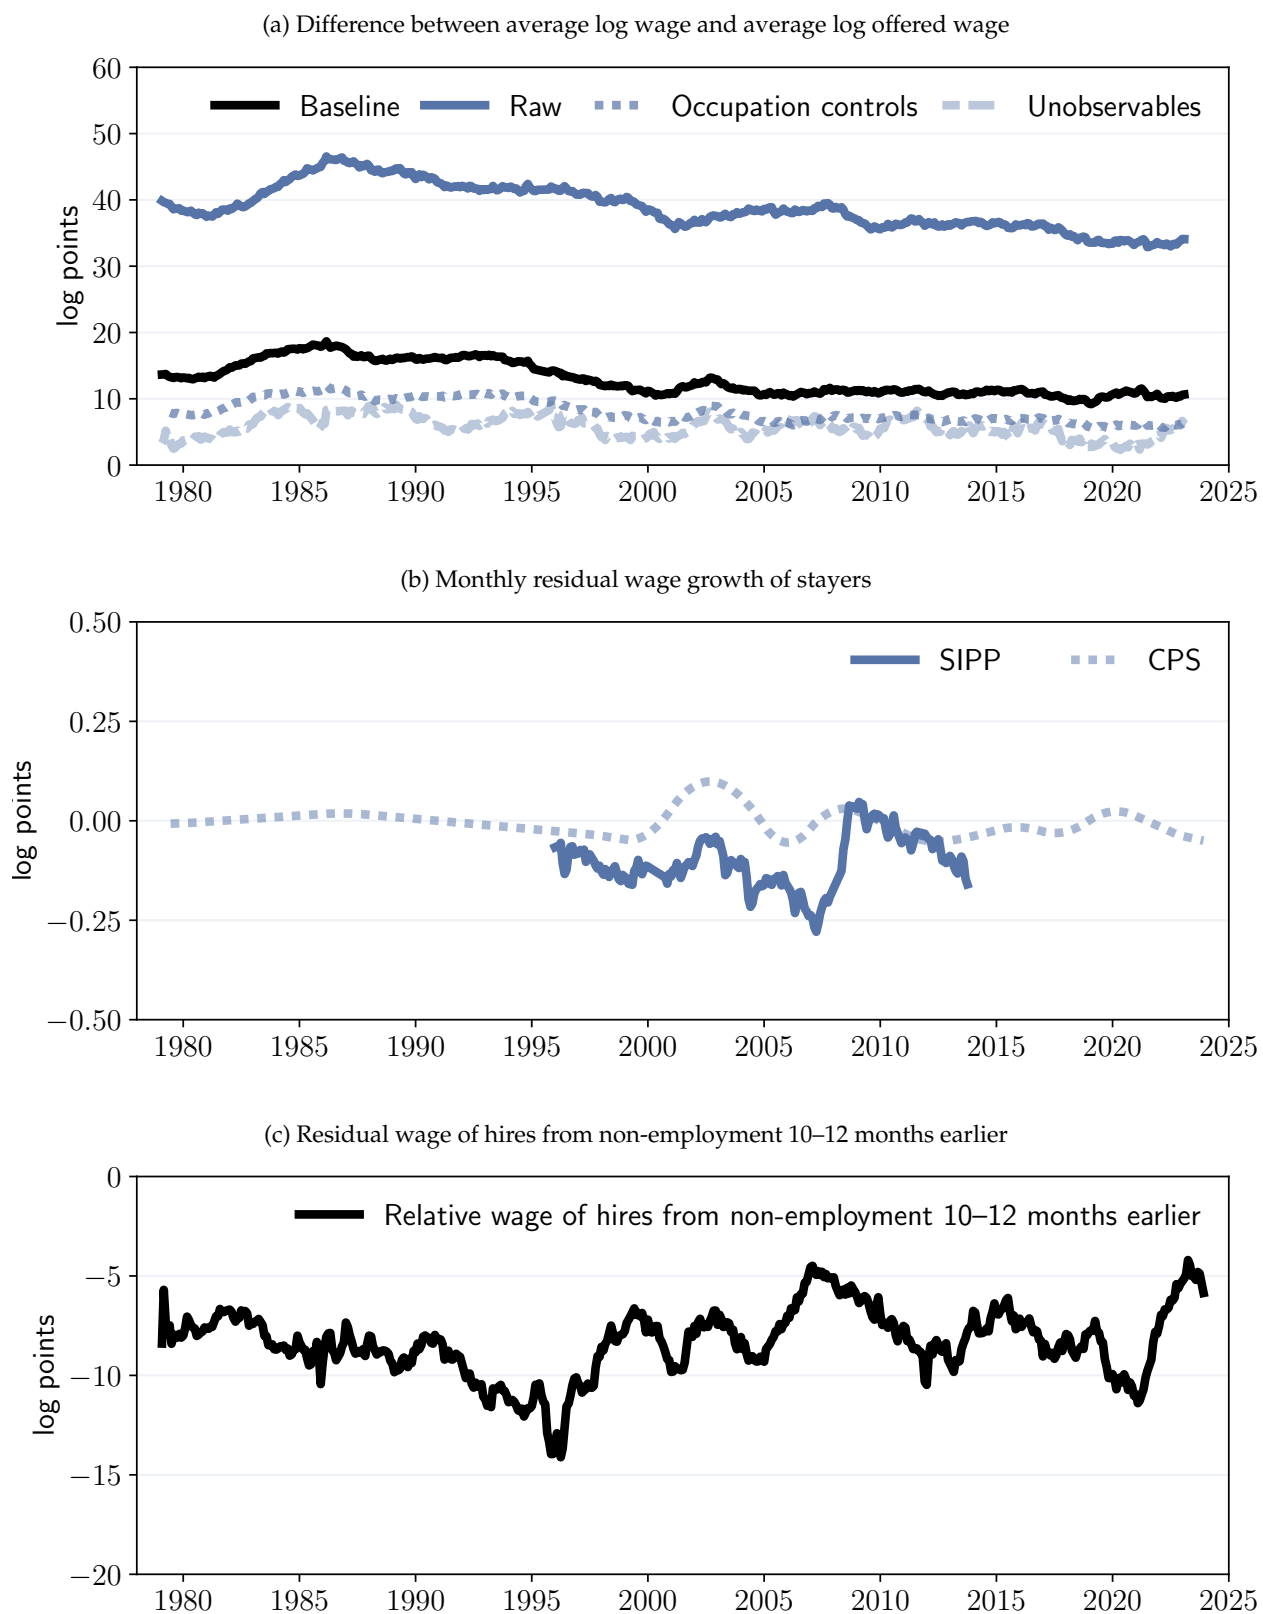 (a) Difference between average log wage and average log offered wage
60
Baseline Raw Occupation controls Unobservables
50
40
30
20
10
0
log points
1980 1985 1990 1995 2000 2005 2010 2015 2020 2025
(b) Monthly residual wage growth of stayers
0.50
SIPP CPS
0.25
0.00
−0.25
−0.50
log points
1980 1985 1990 1995 2000 2005 2010 2015 2020 2025
(c) Residual wage of hires from non-employment 10–12 months earlier
0
Relative wage of hires from non-employment 10–12 months earlier
−5
−10
−15
−20
log points
1980 1985 1990 1995 2000 2005 2010 2015 2020 2025